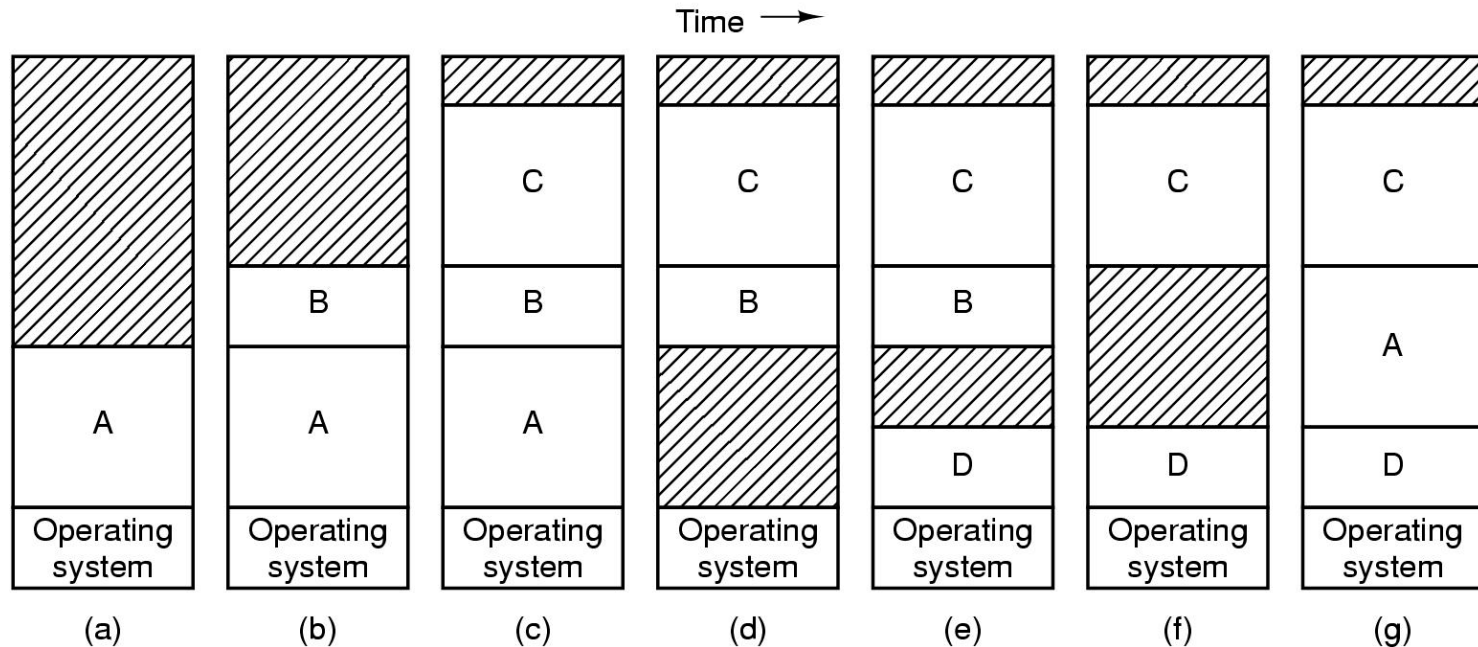 Time
C
C
C
C
C
B
B
B
B
A
A
A
A
D
D
D
Operating
system
Operating
system
Operating
system
Operating
system
Operating
system
Operating
system
Operating
system
(a)
(b)
(c)
(d)
(e)
(f)
(g)